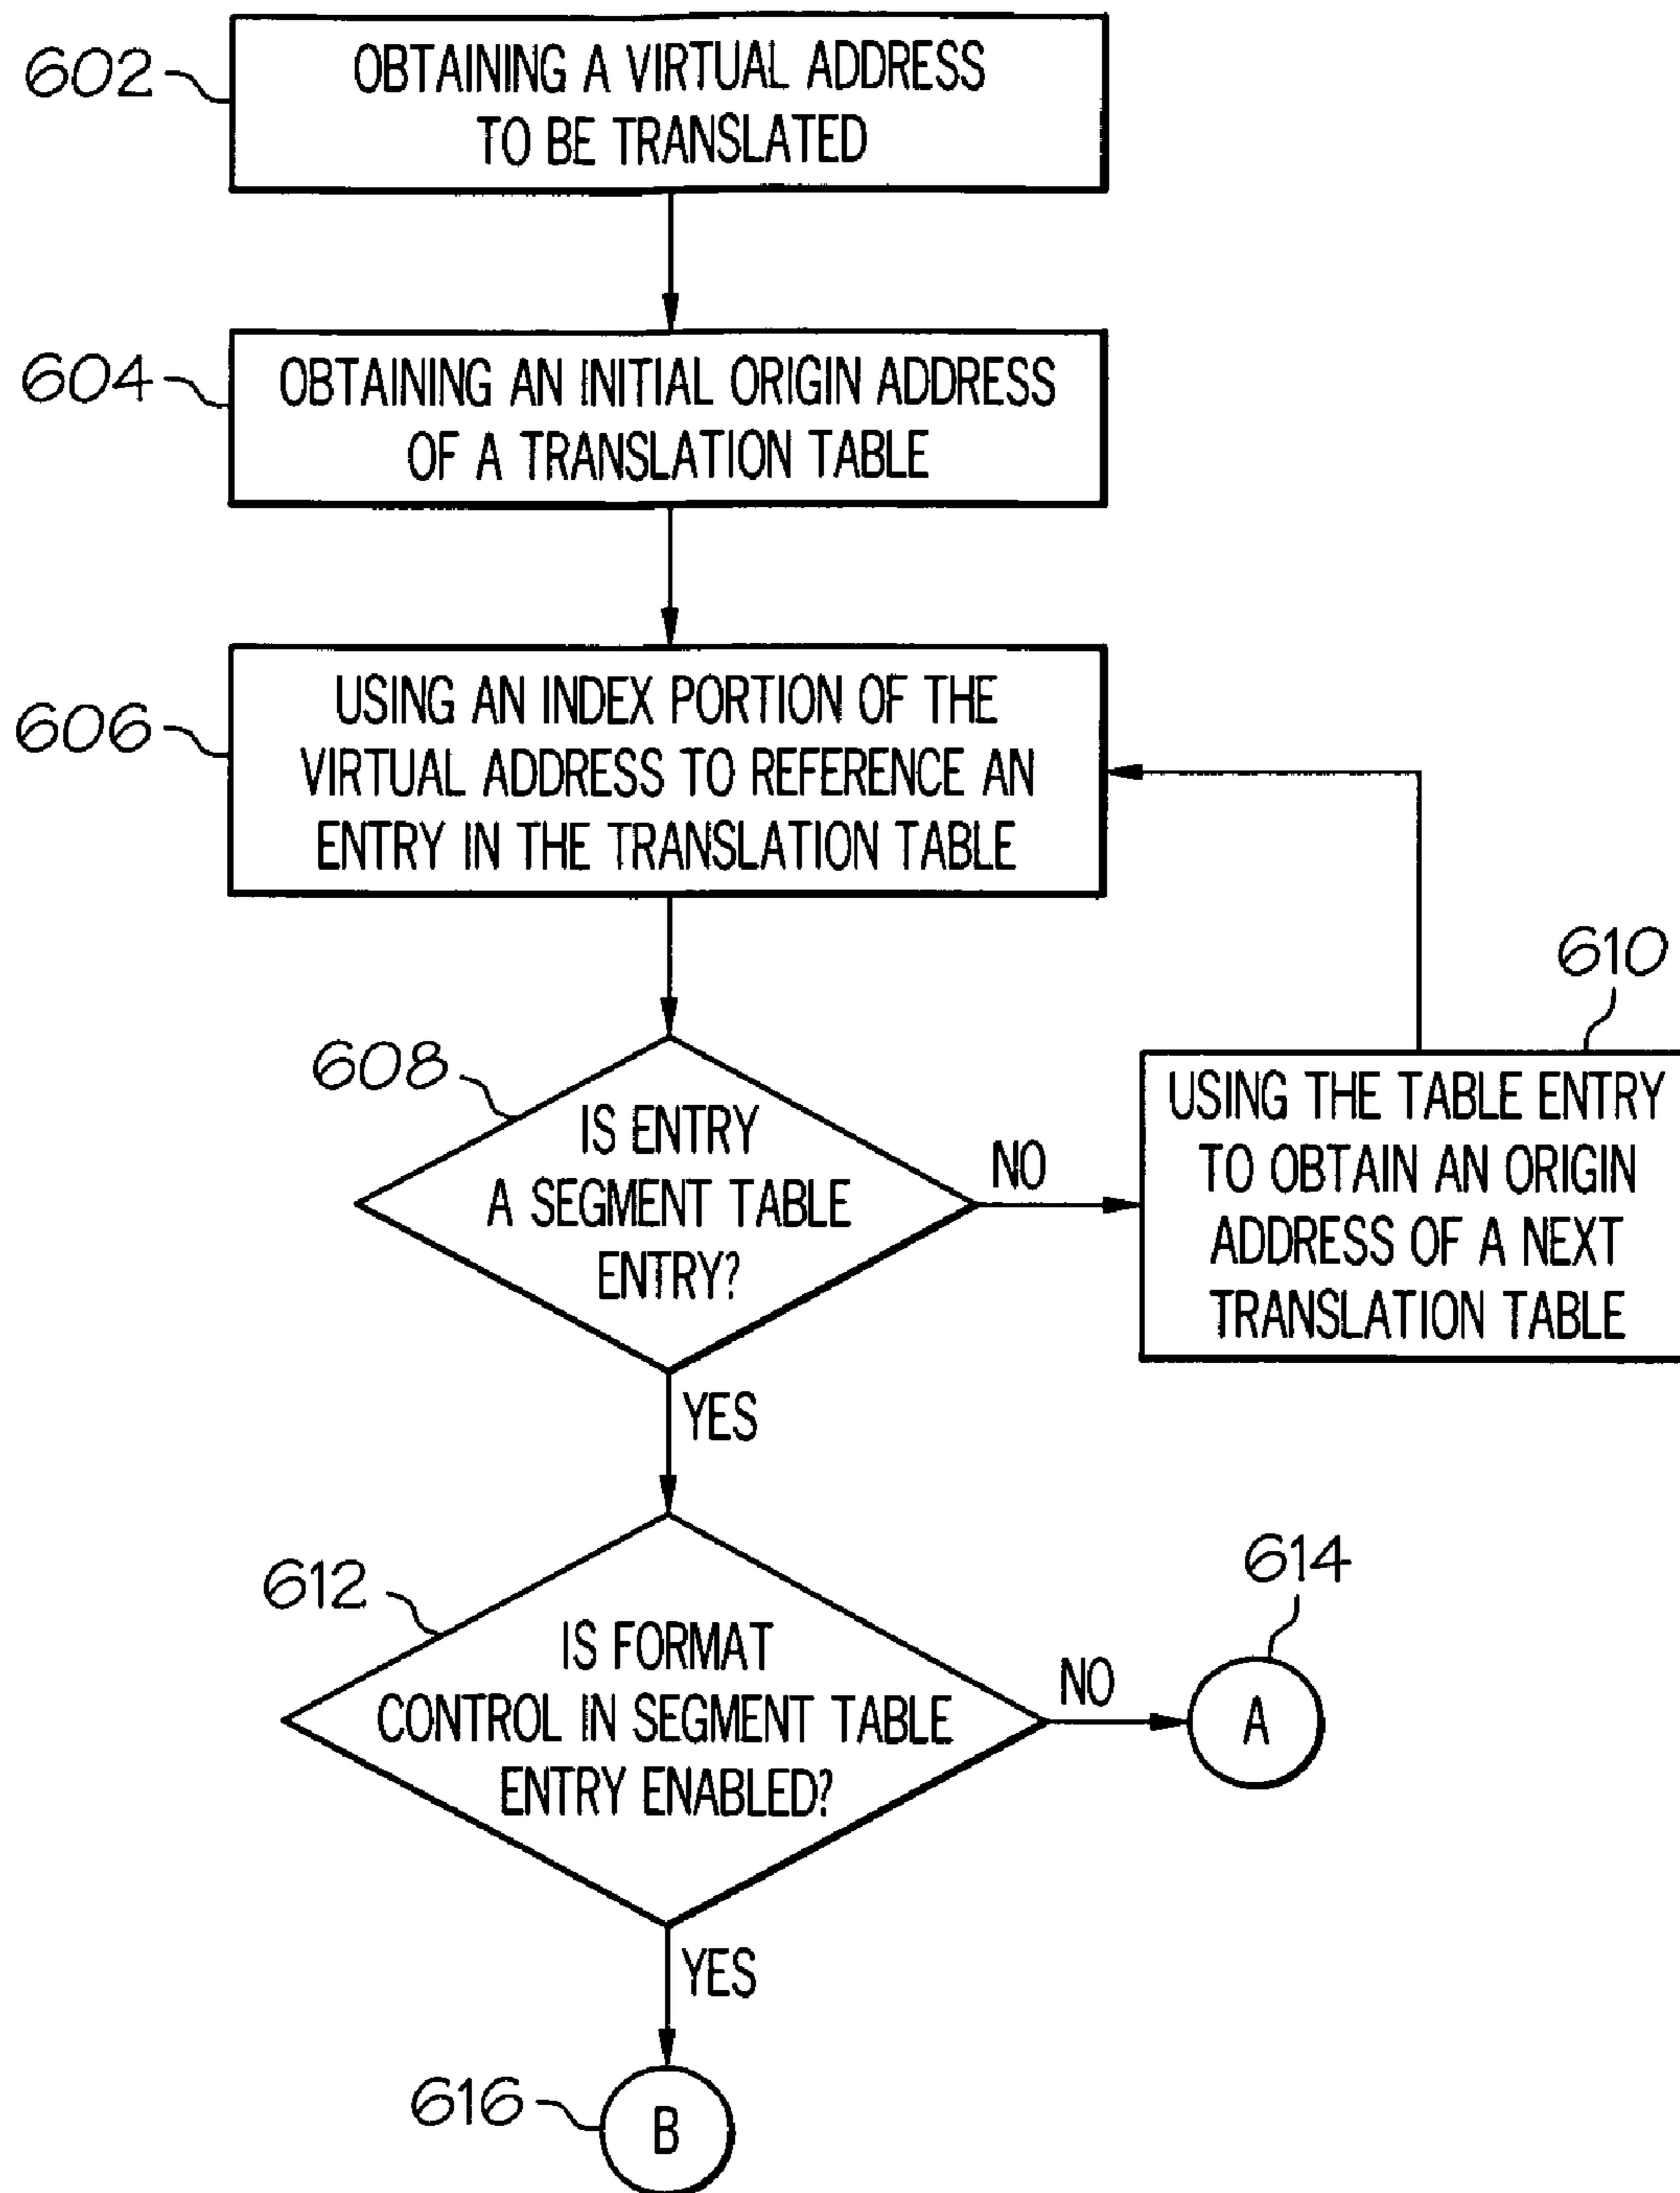 602
OBTAINING A VIRTUAL ADDRESS
TO BE TRANSLATED
604
OBTAINING AN INITIAL ORIGIN ADDRESS
OF A TRANSLATION TABLE
606
USING AN INDEX PORTION OF THE
VIRTUAL ADDRESS TO REFERENCE AN
ENTRY IN THE TRANSLATION TABLE
608
IS ENTRY
A SEGMENT TABLE
ENTRY?
NO
610
USING THE TABLE ENTRY
TO OBTAIN AN ORIGIN
ADDRESS OF A NEXT
TRANSLATION TABLE
YES
612
IS FORMAT
CONTROL IN SEGMENT TABLE
ENTRY ENABLED?
NO
614
A
YES
616
B